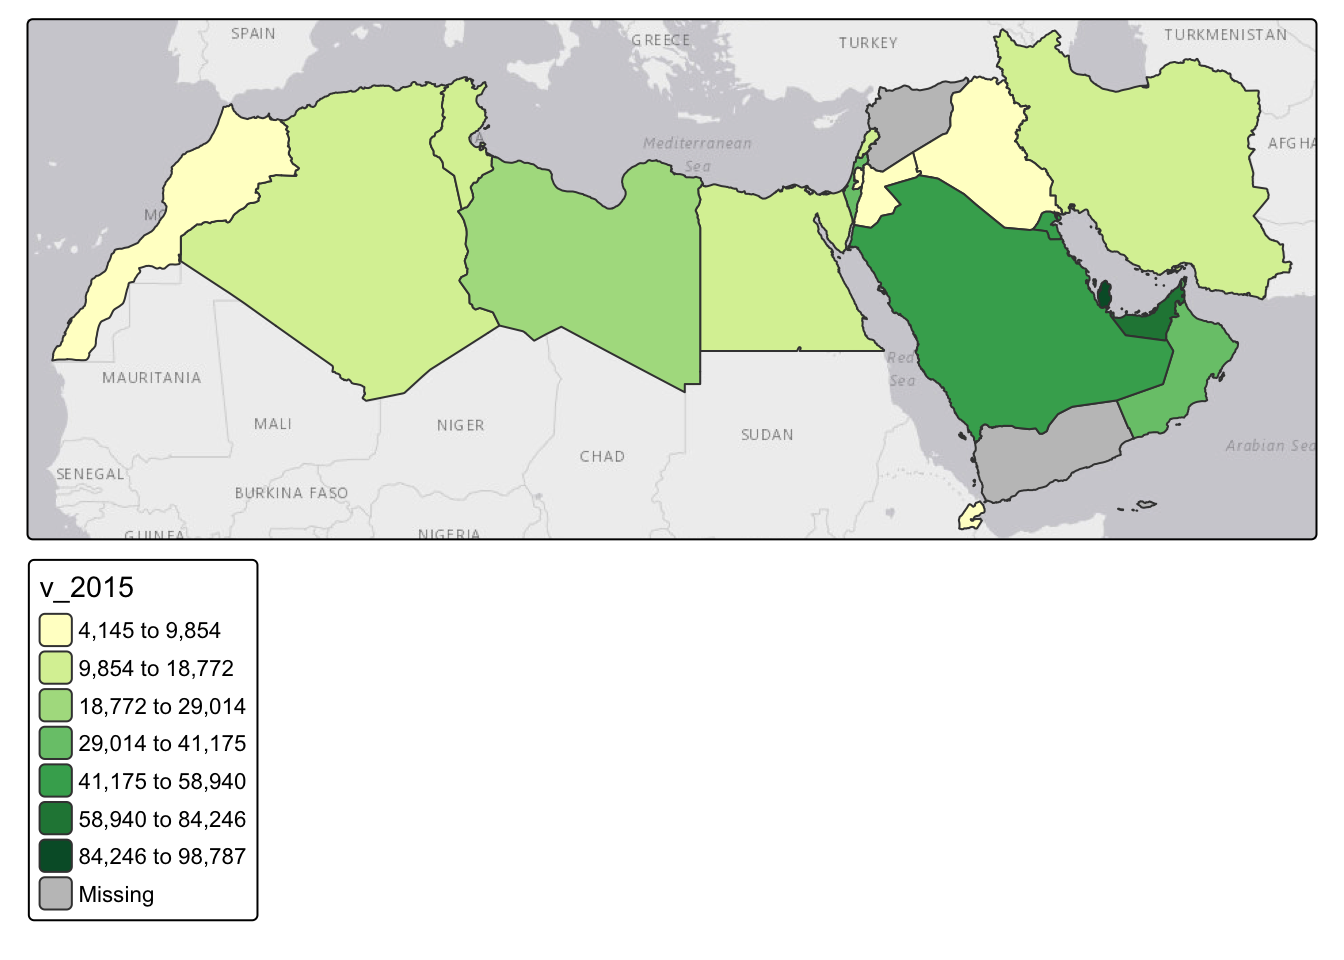 SPAIN
GREECE
TURKEY
TURKMENISTAN
Mediterranean
Sea
AFGHA
MO
Red
Sea
MAURITANIA
MALI
NIGER
CHAD
SUDAN
Arabian Sea
SENEGAL
BURKINA FASO
GUINEA
NIGERIA
v_2015
4,145 to 9,854
9,854 to 18,772
18,772 to 29,014
29,014 to 41,175
41,175 to 58,940
58,940 to 84,246
84,246 to 98,787
Missing